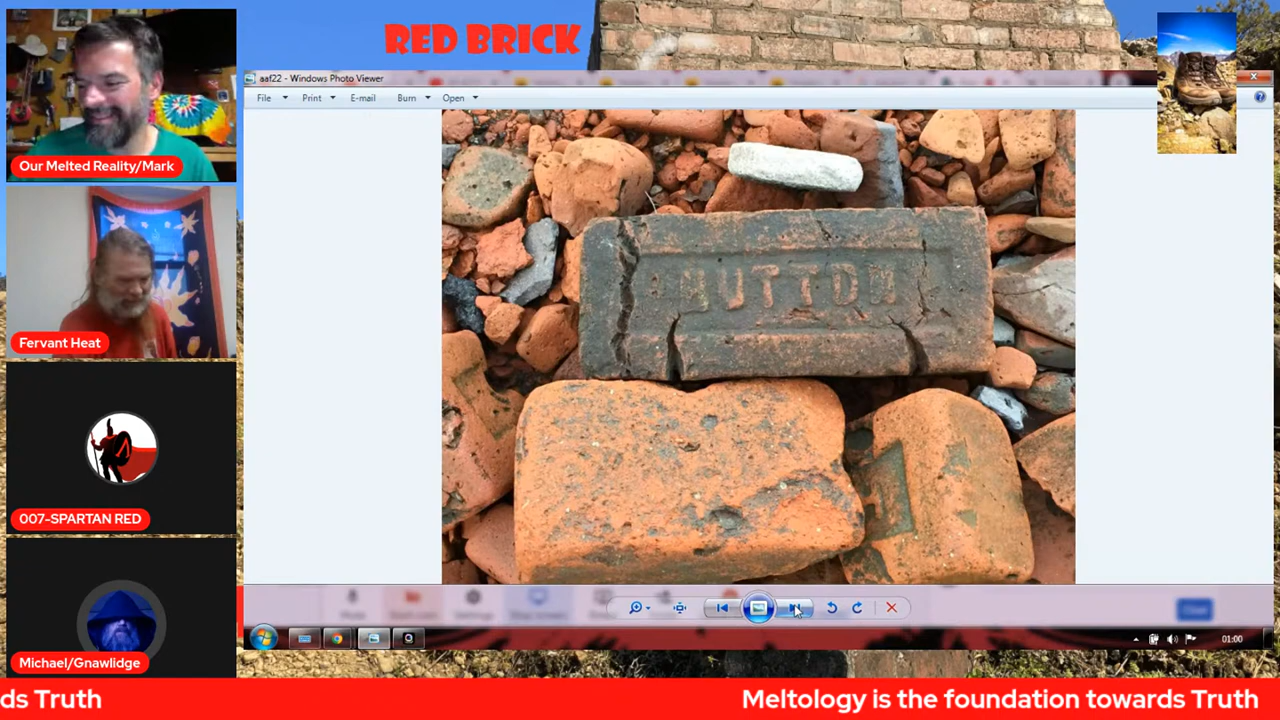 RED BRICK
aaf22 - Windows Photo Viewer
File
Print
E-mail
Burn
Open
HUTTON
Our Melted Reality/Mark
Fervant Heat
007-SPARTAN RED
Michael/Gnawlidge
01:00
ds Truth
Meltology is the foundation towards Truth